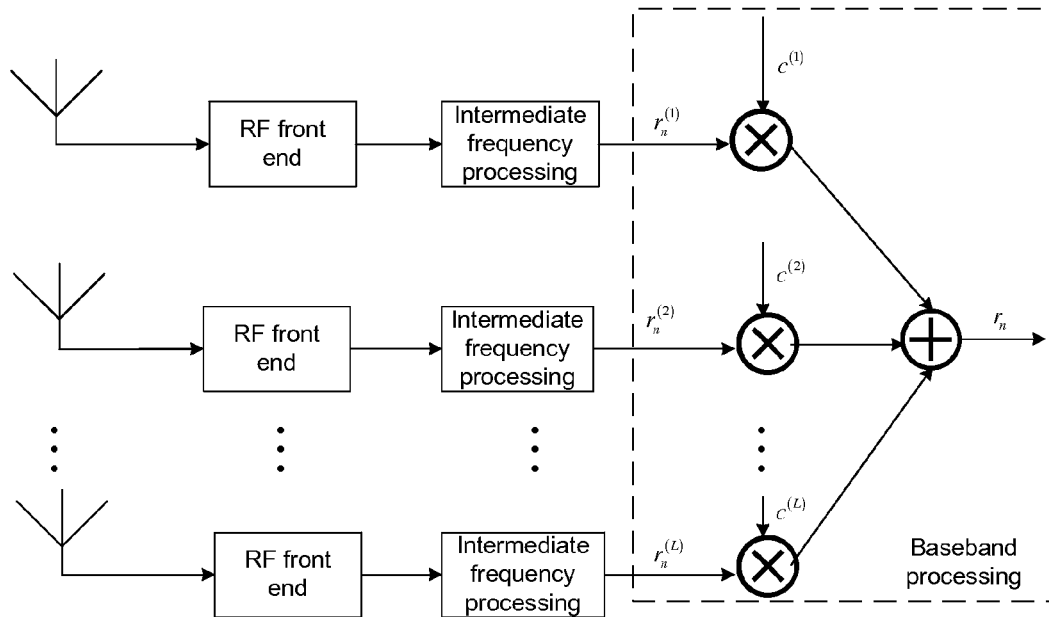 c^{(1)}
RF front
end
Intermediate
frequency
processing
r_n^{(1)}
c^{(2)}
RF front
end
Intermediate
frequency
processing
r_n^{(2)}
r_n
c^{(L)}
RF front
end
Intermediate
frequency
processing
r_n^{(L)}
Baseband
processing